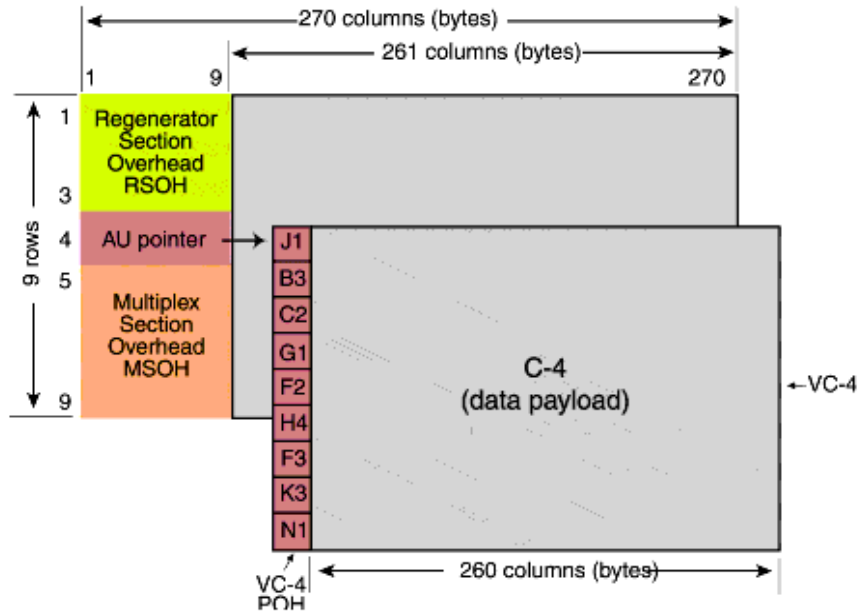 270 columns (bytes)
261 columns (bytes)
1
9
270
9 rows
1
3
4
5
9
Regenerator
Section
Overhead
RSOH
AU pointer
Multiplex
Section
Overhead
MSOH
J1
B3
C2
G1
F2
H4
F3
K3
N1
C-4
(data payload)
VC-4
260 columns (bytes)
VC-4
POH